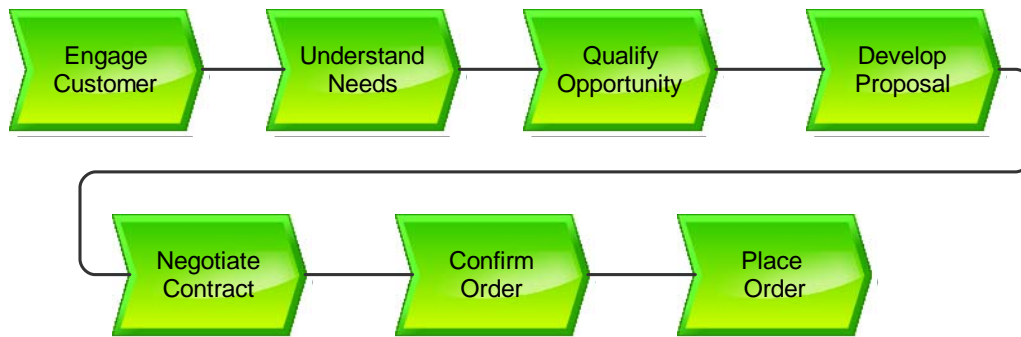 Engage
Customer
Understand
Needs
Qualify
Opportunity
Develop
Proposal
Negotiate
Contract
Confirm
Order
Place
Order